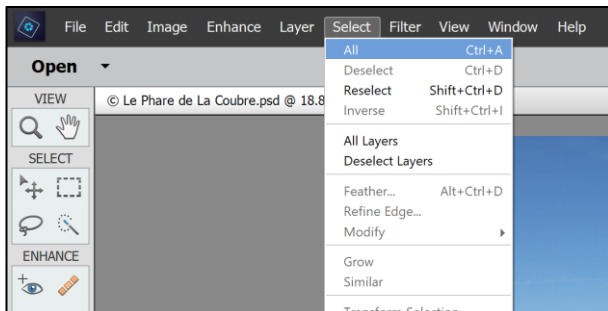 File Edit Image Enhance Layer Select Filter View Window Help
Open
VIEW
© Le Phare de La Coubre.psd @ 18.8
SELECT
ENHANCE
All Ctrl+A
Deselect Ctrl+D
Reselect Shift+Ctrl+D
Inverse Shift+Ctrl+I
All Layers
Deselect Layers
Feather... Alt+Ctrl+D
Refine Edge...
Modify
Grow
Similar
Transform Selection